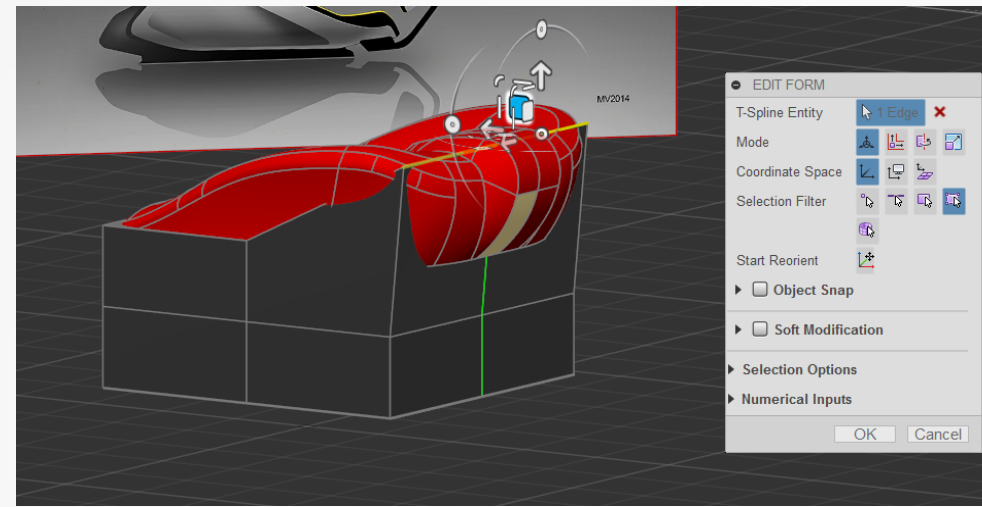 MV2014
EDIT FORM
T-Spline Entity 1 Edge
Mode
Coordinate Space
Selection Filter
Start Reorient
Object Snap
Soft Modification
Selection Options
Numerical Inputs
OK Cancel